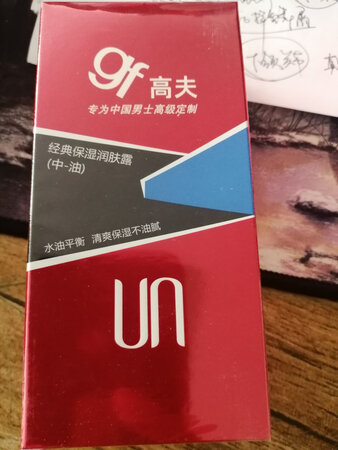 gf 高夫
专为中国男士高级定制
经典保湿润肤露
(中-油)
水油平衡 清爽保湿不油腻
un